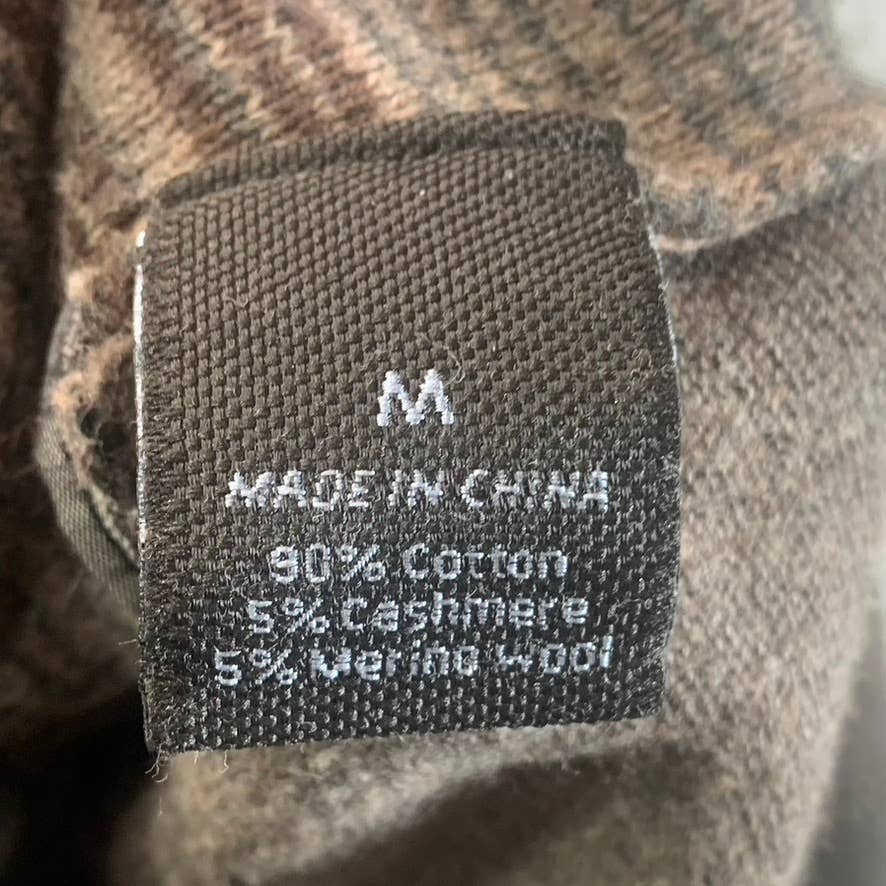 M
MADE IN CHINA
90% Cotton
5% Cashmere
5% Merino Wool